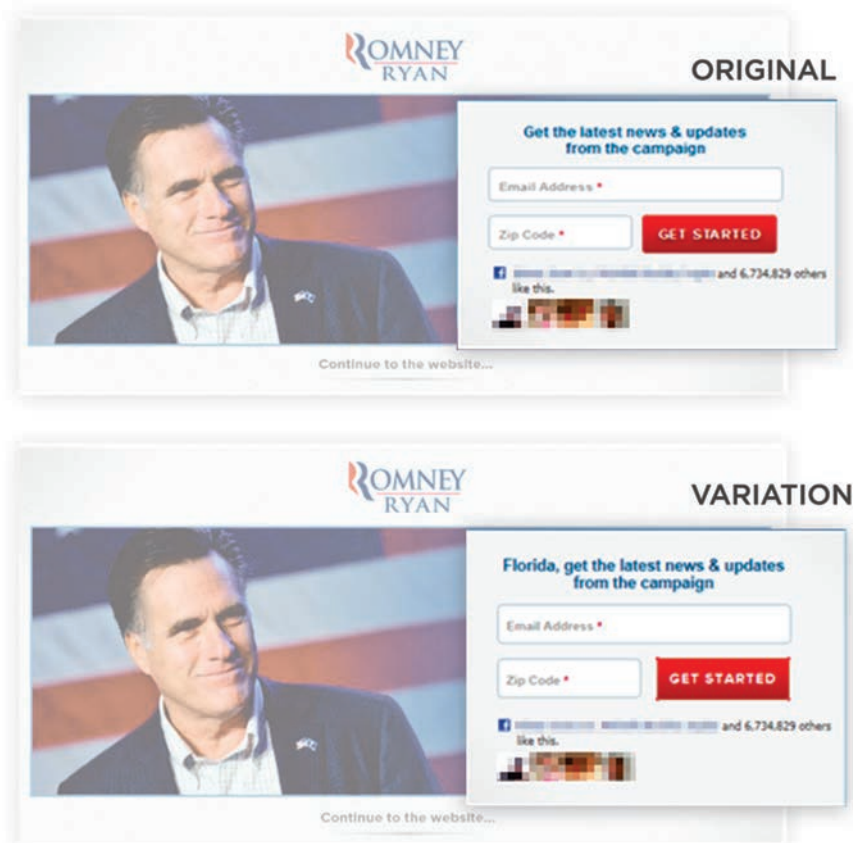 ROMNEY
RYAN
ORIGINAL
Get the latest news & updates
from the campaign
Email Address *
Zip Code *
GET STARTED
and 6,734,829 others
like this.
Continue to the website...
ROMNEY
RYAN
VARIATION
Florida, get the latest news & updates
from the campaign
Email Address *
Zip Code *
GET STARTED
and 6,734,829 others
like this.
Continue to the website...